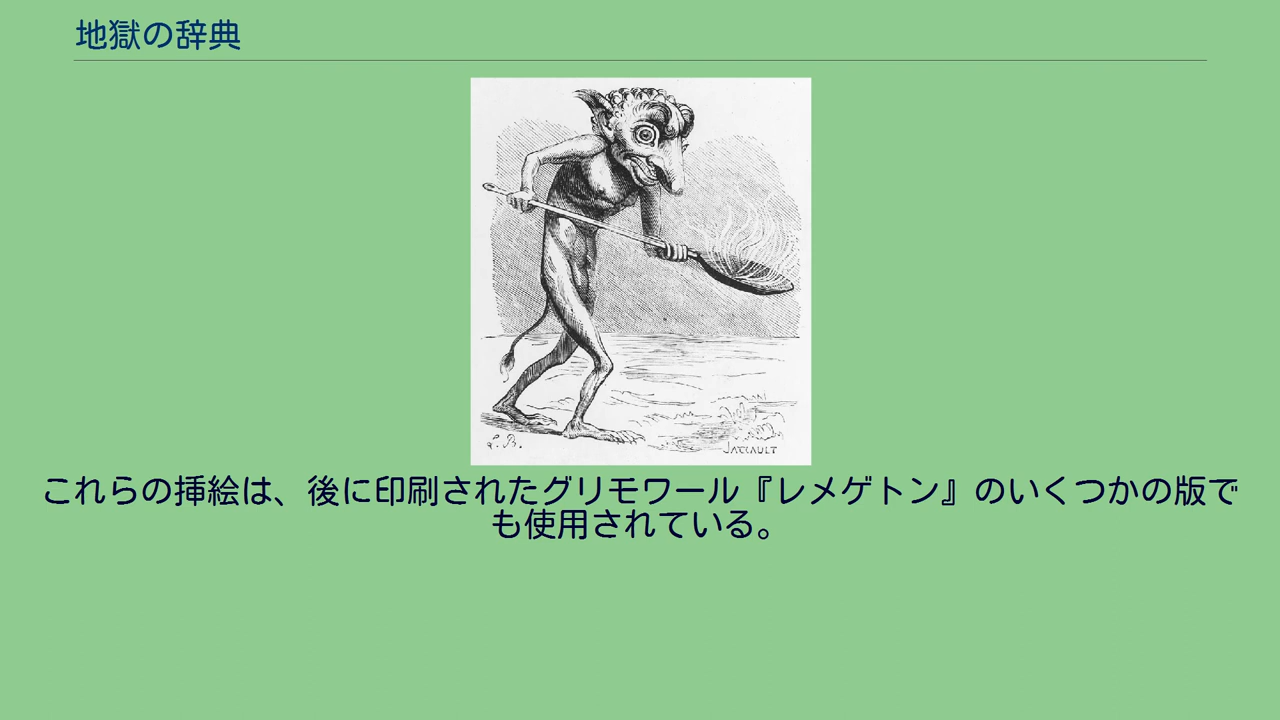 地獄の辞典
L. B.
JARRAULT
これらの挿絵は、後に印刷されたグリモワール『レメゲトン』のいくつかの版で
も使用されている。